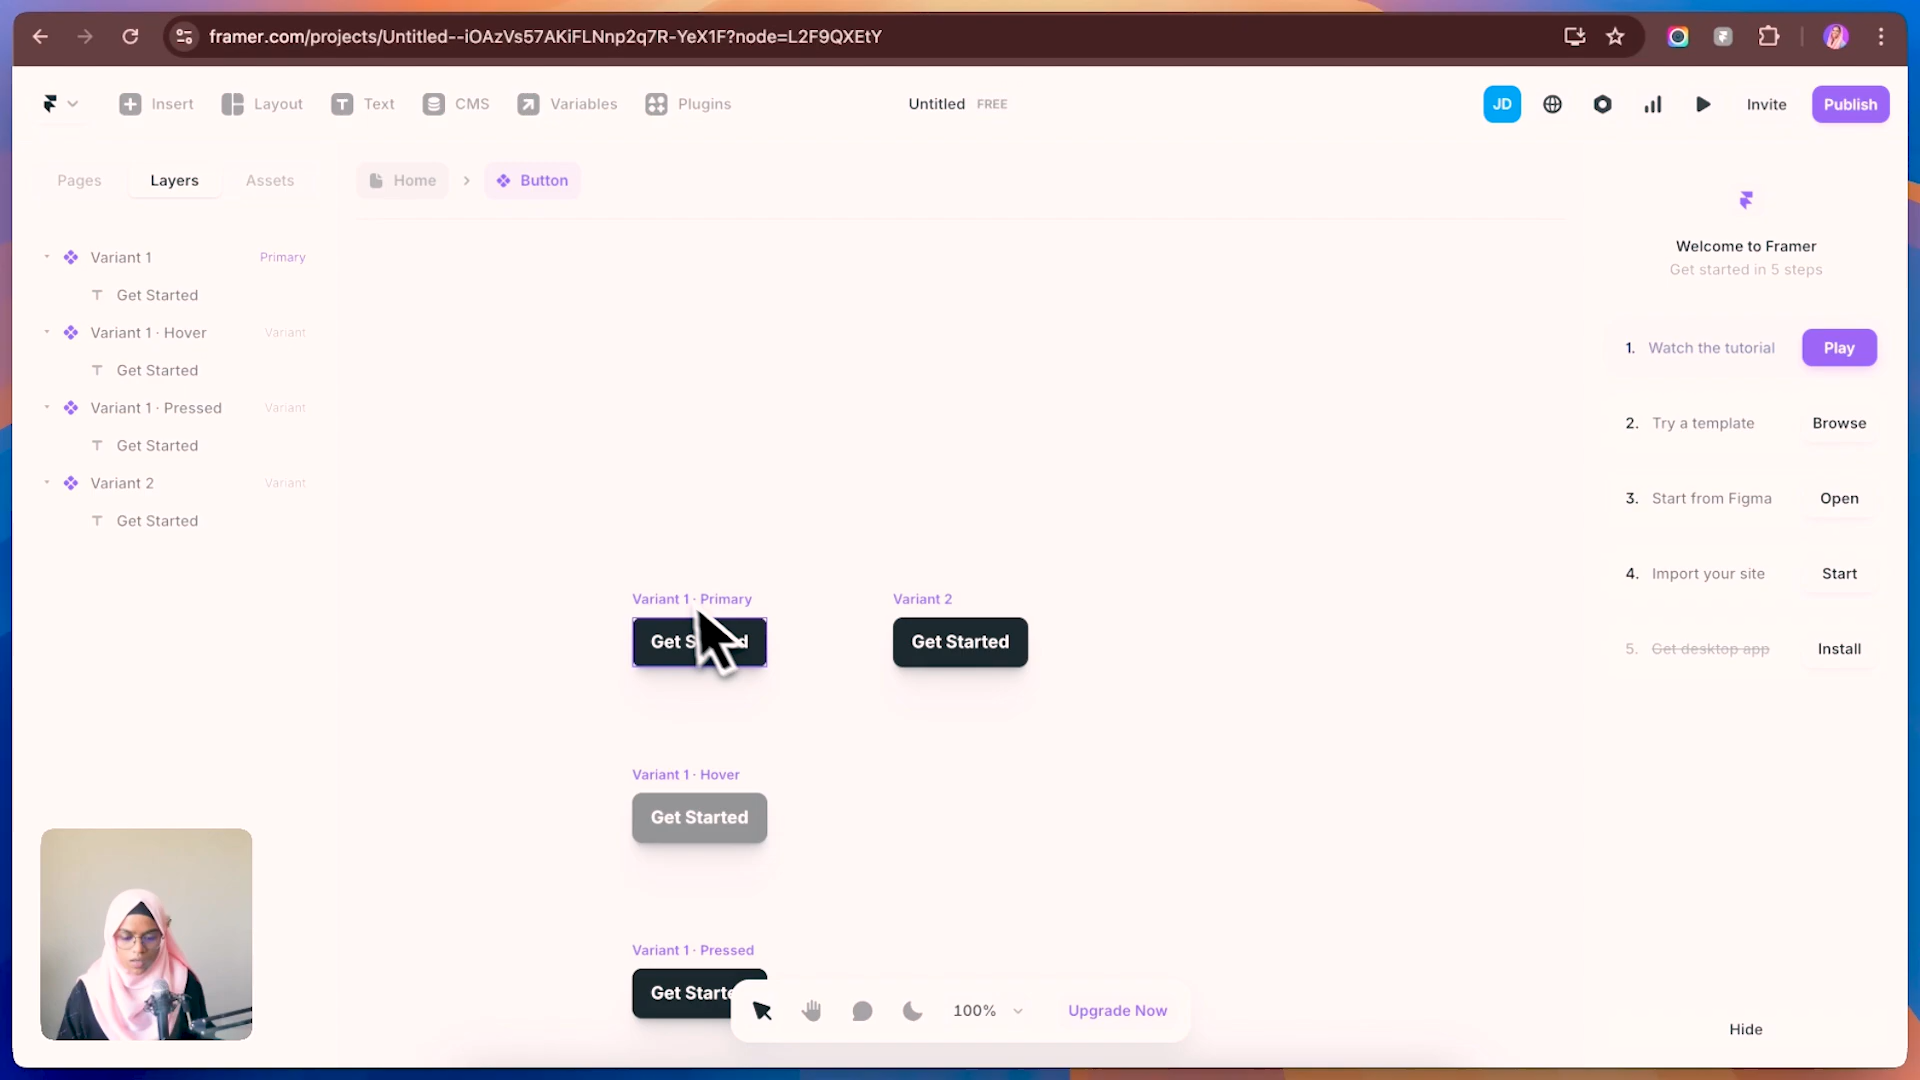 framer.com/projects/Untitled--iOAzVs57AKiFLNnp2q7R-YeX1F?node=L2F9QXEtY
Insert
Layout
Text
CMS
Variables
Plugins
Untitled FREE
JD
Invite
Publish
Pages
Layers
Assets
Home
Button
Variant 1 Primary
Get Started
Variant 1 · Hover Variant
Get Started
Variant 1 · Pressed Variant
Get Started
Variant 2 Variant
Get Started
Variant 1 · Primary
Variant 2
Get Started
Variant 1 · Hover
Get Started
Variant 1 · Pressed
100%
Upgrade Now
Welcome to Framer
Get started in 5 steps
1. Watch the tutorial Play
2. Try a template Browse
3. Start from Figma Open
4. Import your site Start
5. Get desktop app Install
Hide